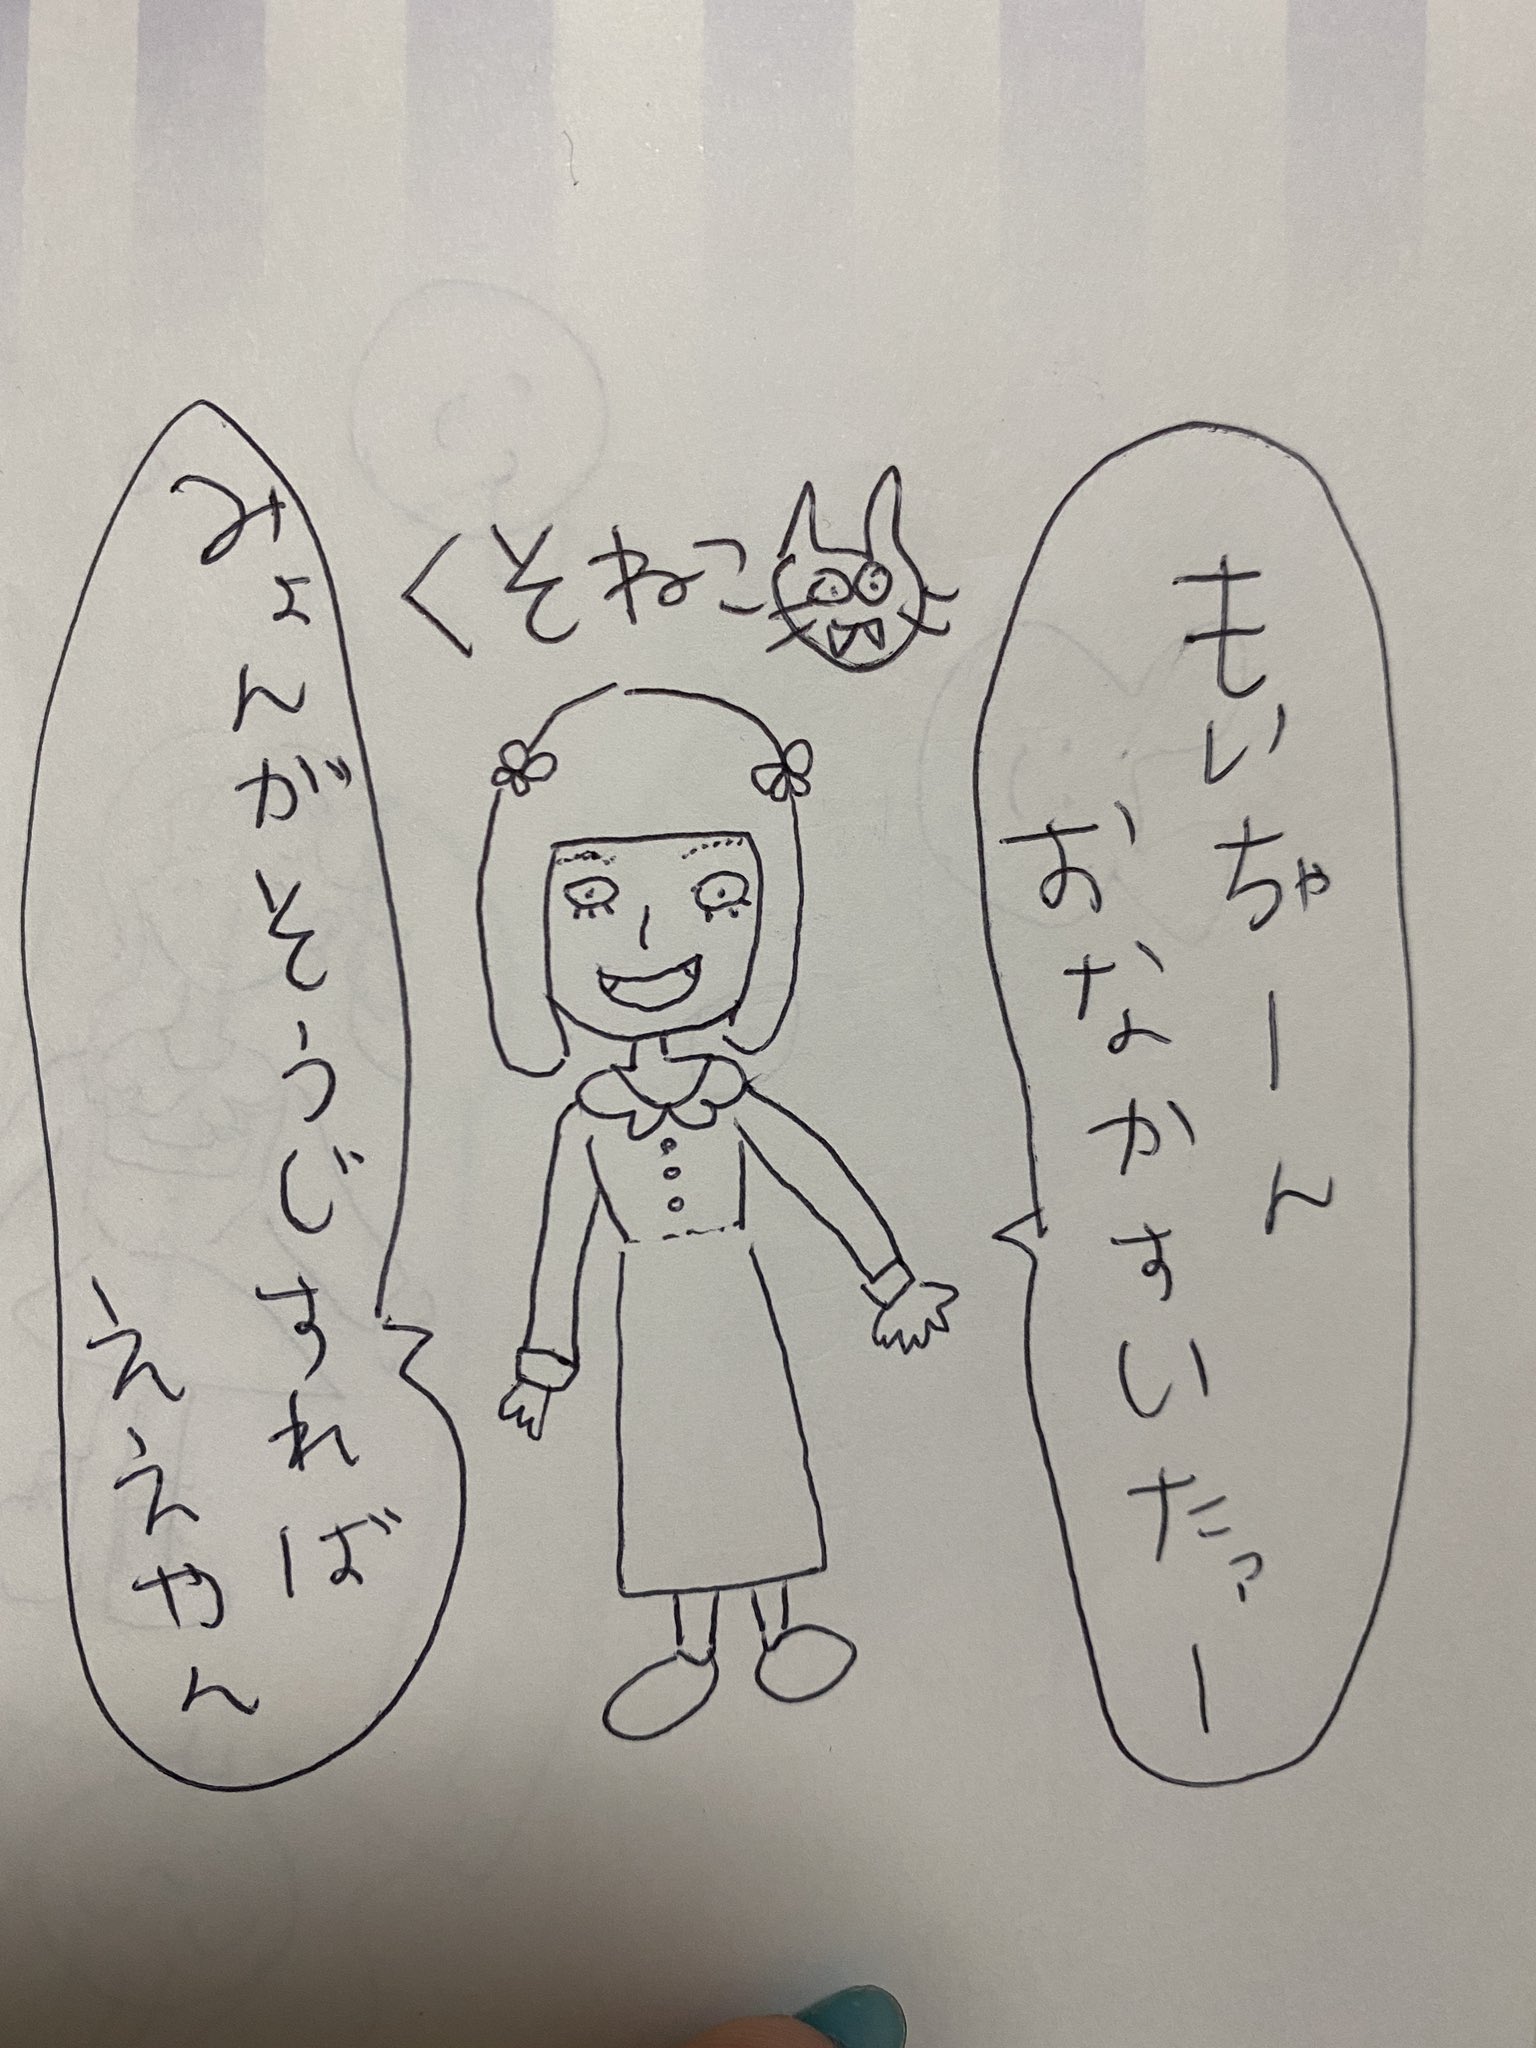 もいちゃーん
おなかすいたっー
くそねこ
みょんがそうじすれば
ええやん